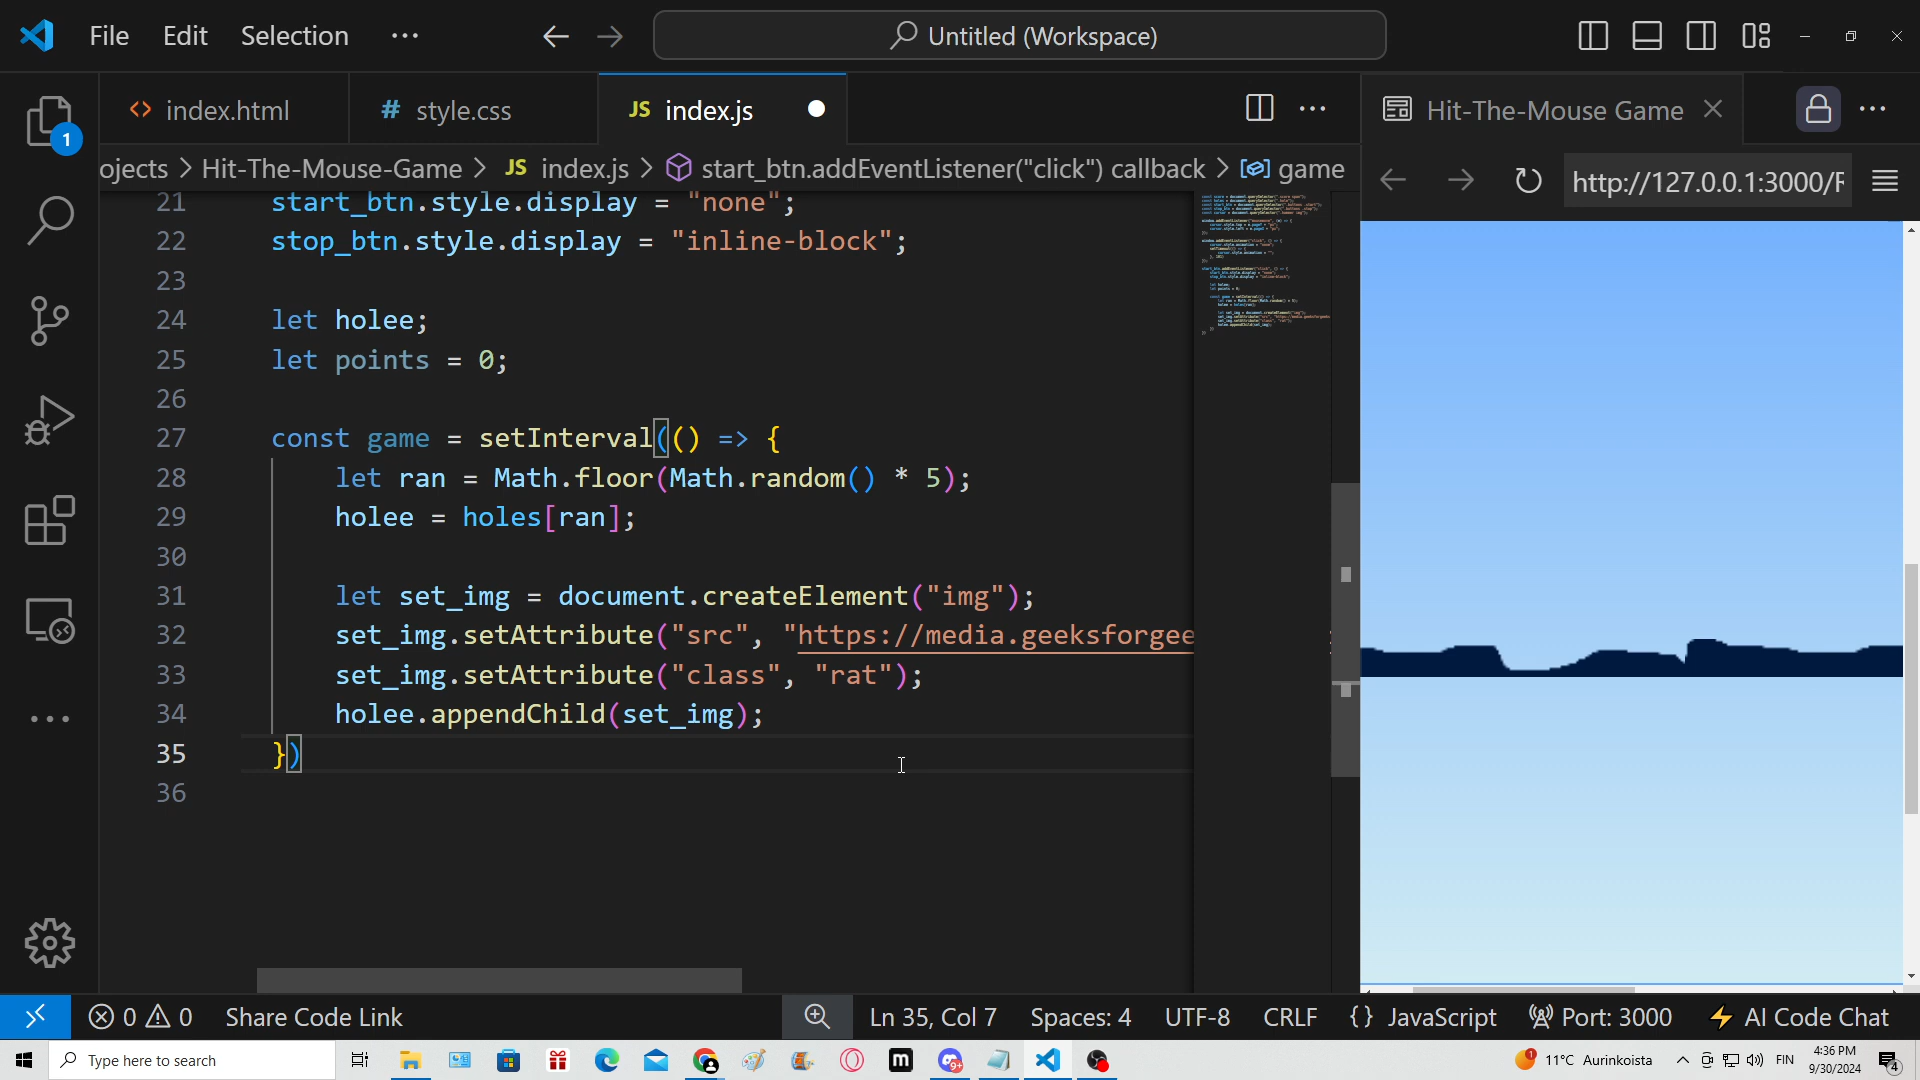 File Edit Selection ···
Untitled (Workspace)
index.html
# style.css
JS index.js
Hit-The-Mouse Game
ojects > Hit-The-Mouse-Game > JS index.js > start_btn.addEventListener("click") callback > game
http://127.0.0.1:3000/
21 start_btn.style.display = "none";
22 stop_btn.style.display = "inline-block";
23
24 let holee;
25 let points = 0;
26
27 const game = setInterval(() => {
28 let ran = Math.floor(Math.random() * 5);
29 holee = holes[ran];
30
31 let set_img = document.createElement("img");
32 set_img.setAttribute("src", "https://media.geeksforgee
33 set_img.setAttribute("class", "rat");
34 holee.appendChild(set_img);
35 })
36
1
0 0 Share Code Link
Ln 35, Col 7 Spaces: 4 UTF-8 CRLF {} JavaScript Port: 3000 AI Code Chat
Type here to search
9+
m
1
11°C Aurinkoista
FIN
4:36 PM
9/30/2024
4